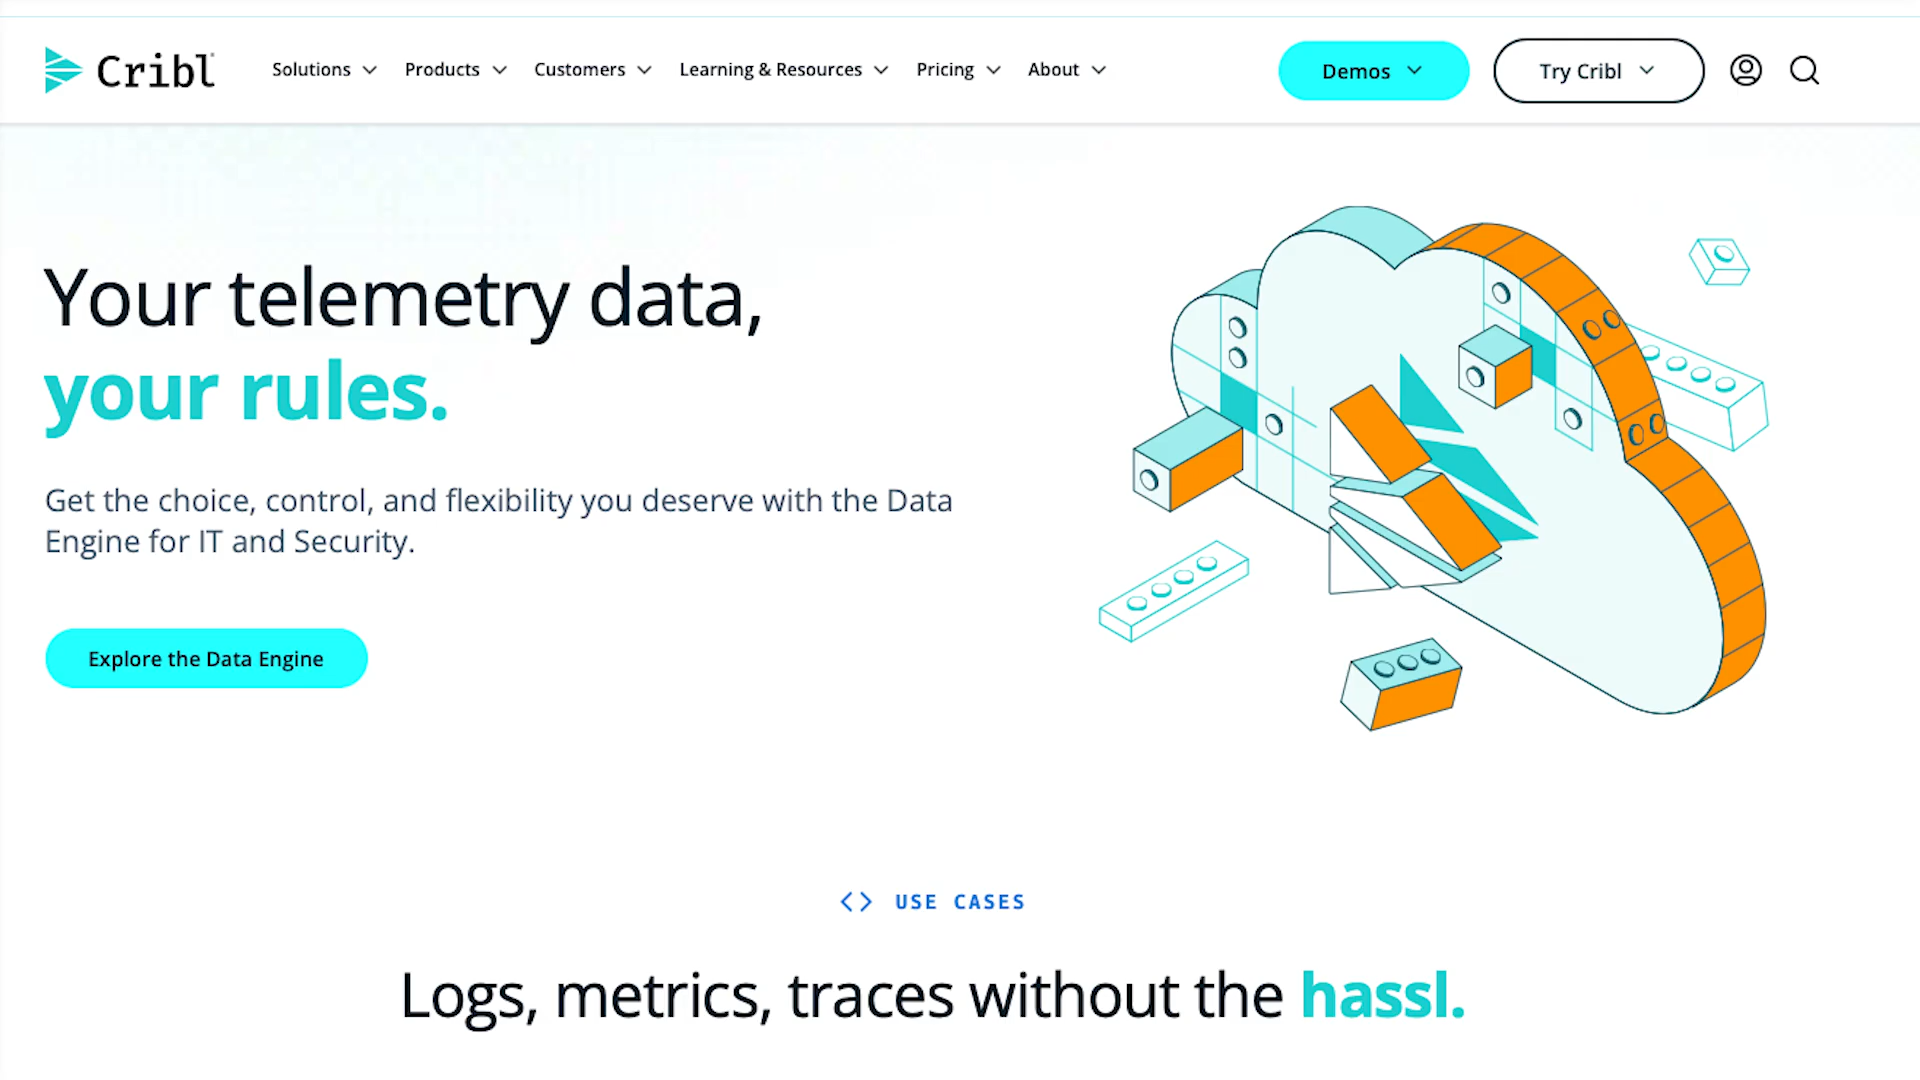 Cribl
Solutions
Products
Customers
Learning & Resources
Pricing
About
Demos
Try Cribl
Your telemetry data,
your rules.
Get the choice, control, and flexibility you deserve with the Data
Engine for IT and Security.
Explore the Data Engine
<> USE CASES
Logs, metrics, traces without the hassl.